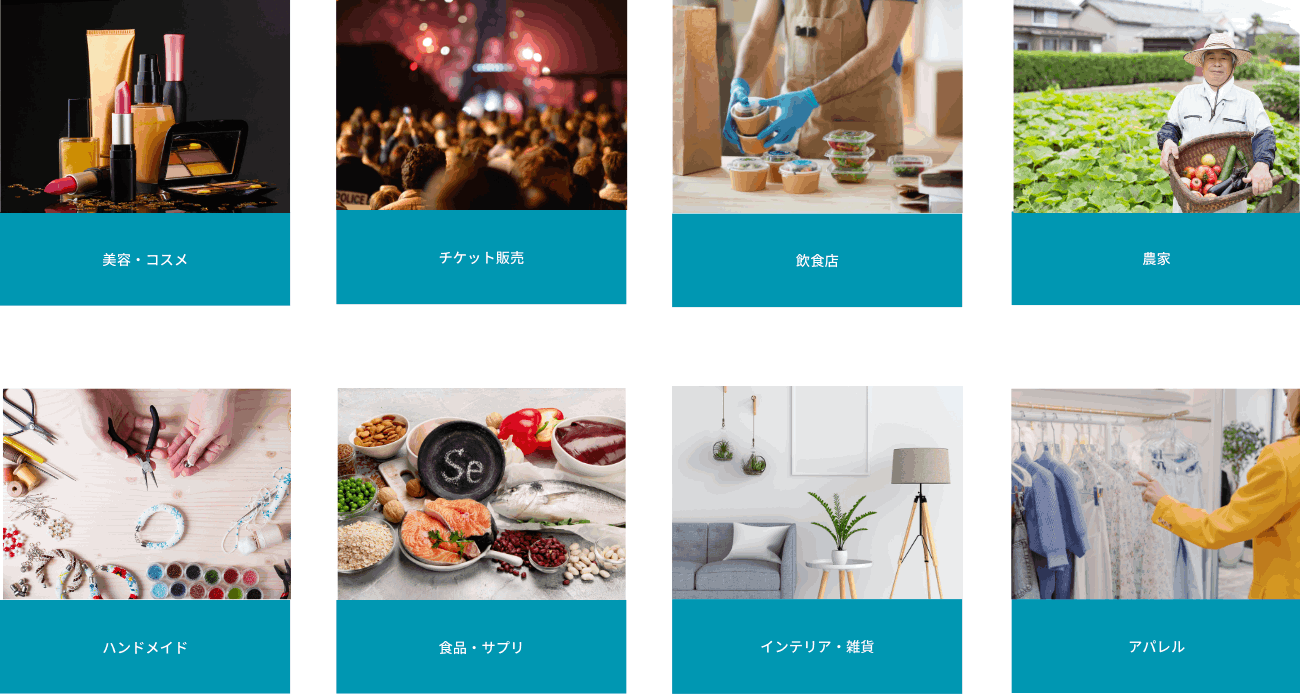 POLICE
美容・コスメ
チケット販売
飲食店
農家
Se
ハンドメイド
食品・サプリ
インテリア・雑貨
アパレル